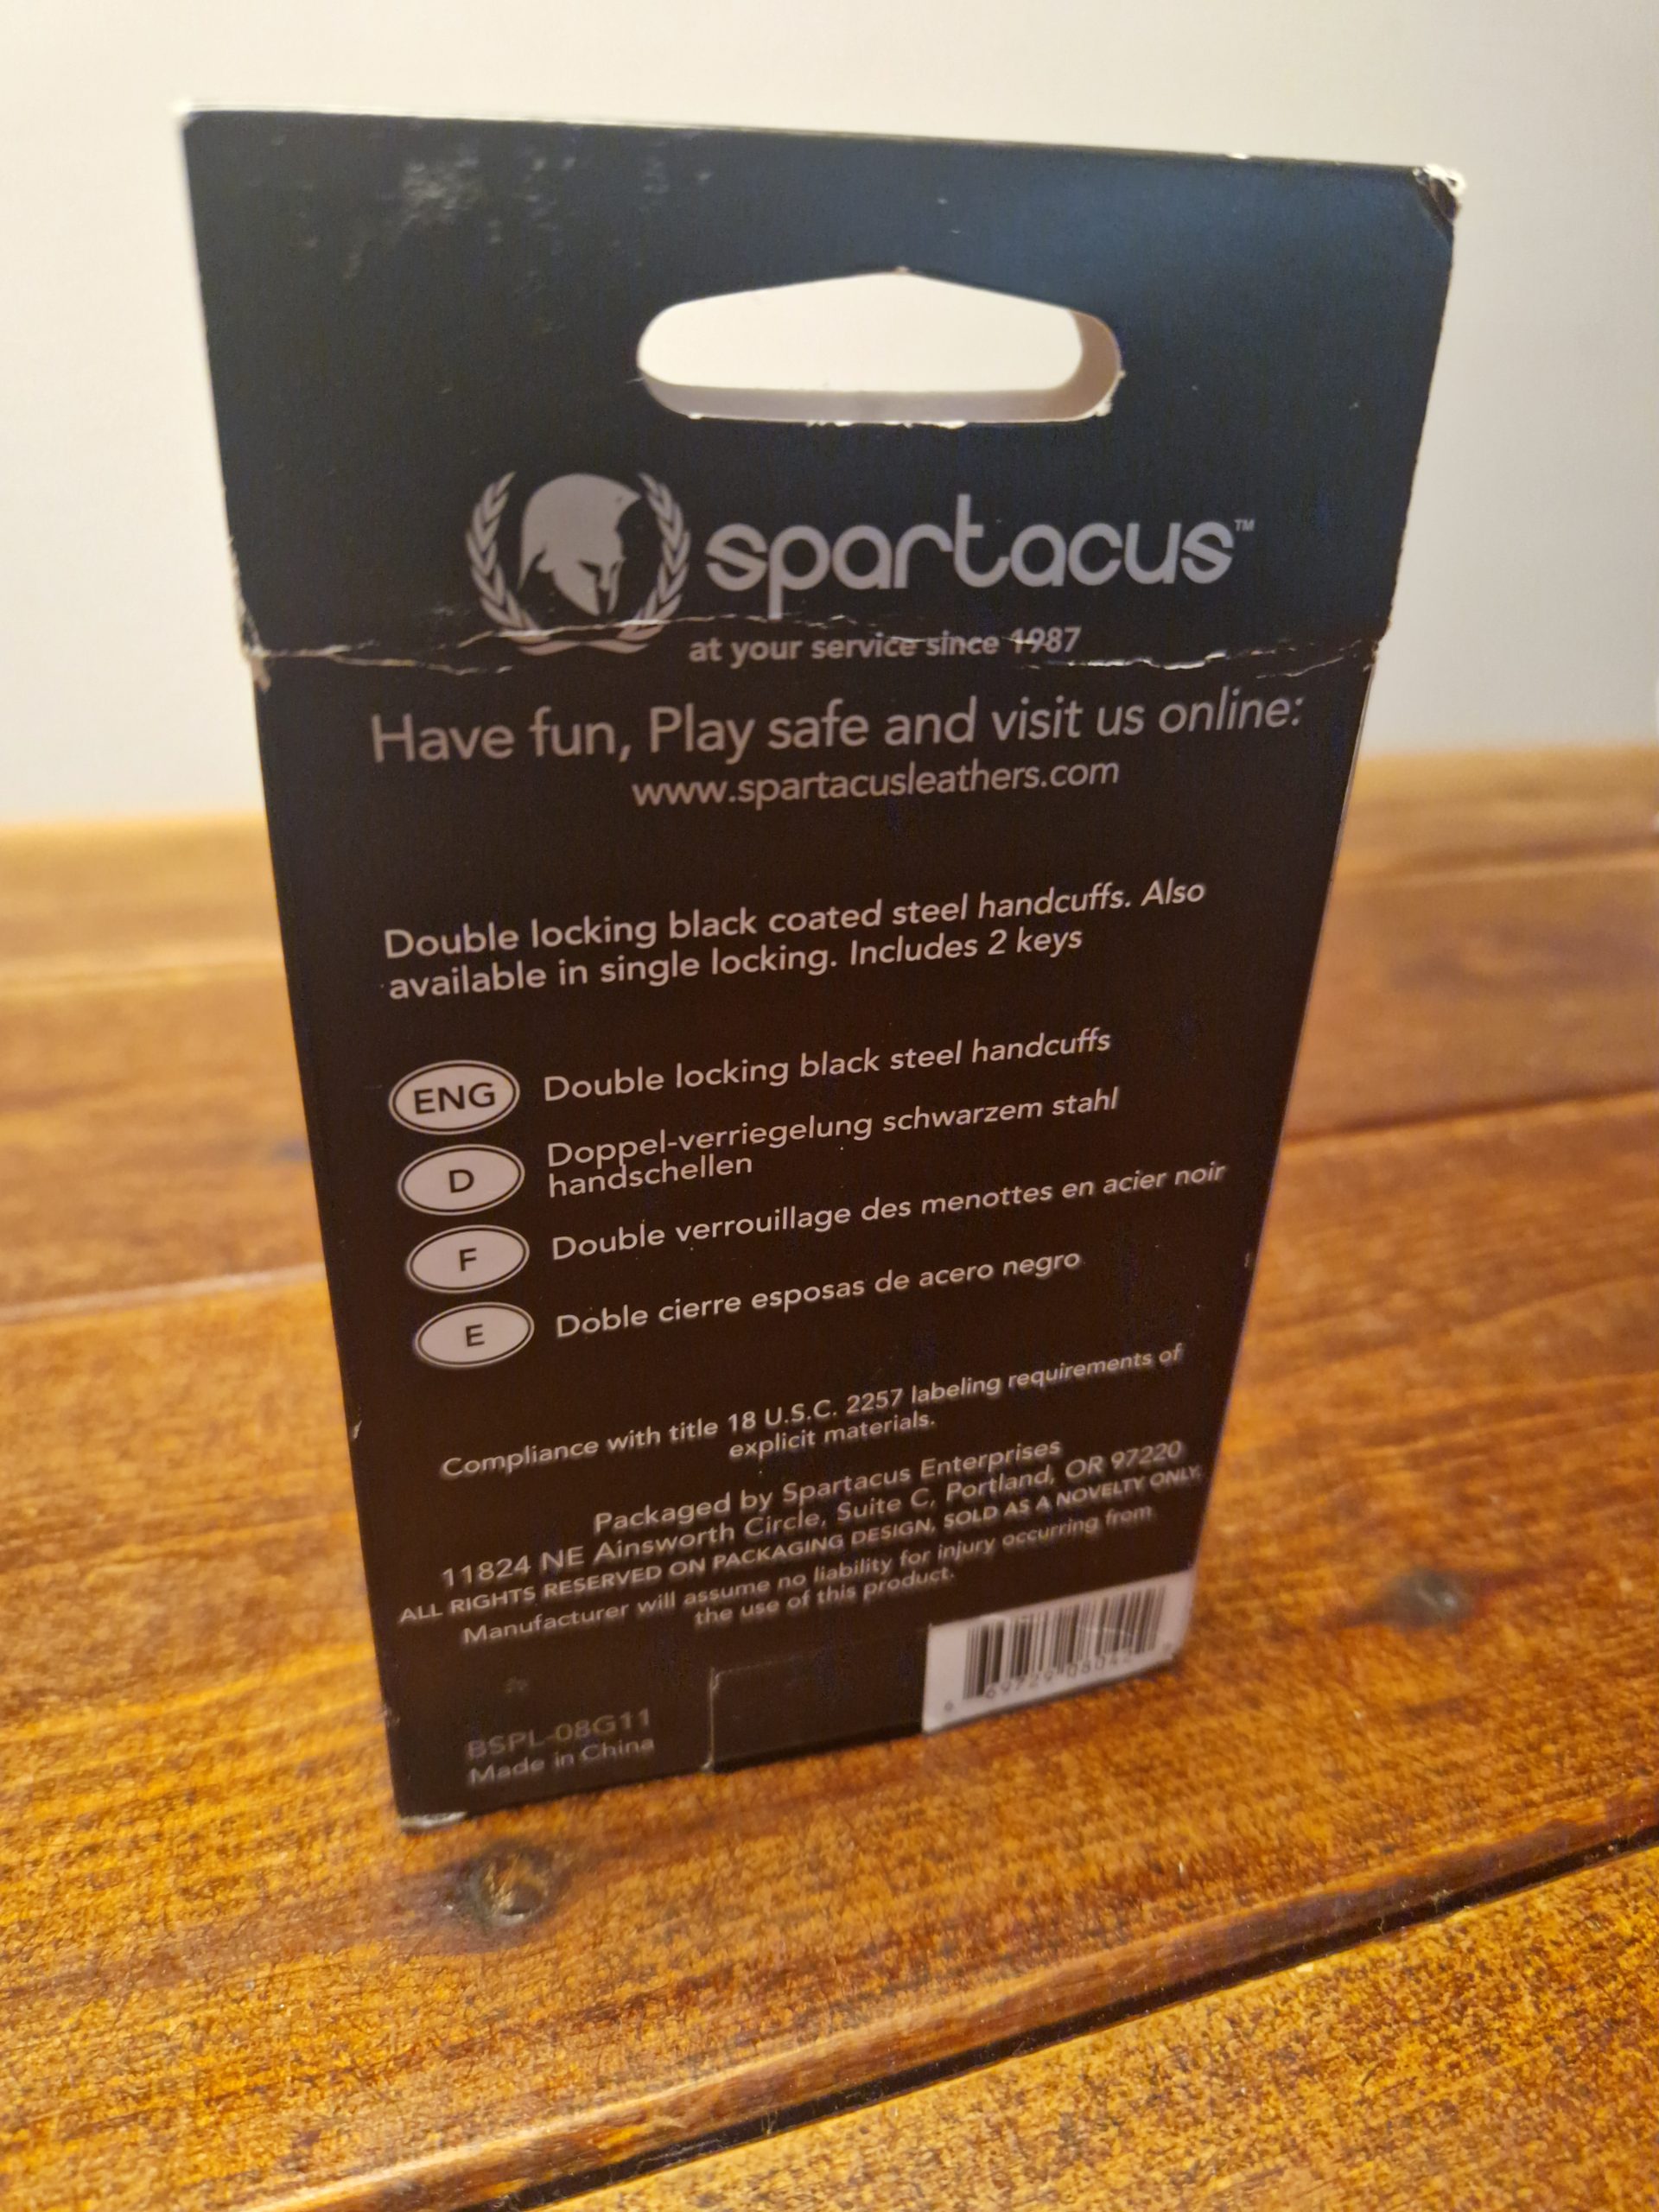 spartacus™
at your service since 1987
Have fun, Play safe and visit us online:
www.spartacusleathers.com
Double locking black coated steel handcuffs. Also
available in single locking. Includes 2 keys
ENG Double locking black steel handcuffs
D Doppel-verriegelung schwarzem stahl
handschellen
F Double verrouillage des menottes en acier noir
E Doble cierre esposas de acero negro
Compliance with title 18 U.S.C. 2257 labeling requirements of
explicit materials.
Packaged by Spartacus Enterprises
11824 NE Ainsworth Circle, Suite C, Portland, OR 97220
ALL RIGHTS RESERVED ON PACKAGING DESIGN, SOLD AS A NOVELTY ONLY.
Manufacturer will assume no liability for injury occurring from
the use of this product.
BSPL-08G11
Made in China